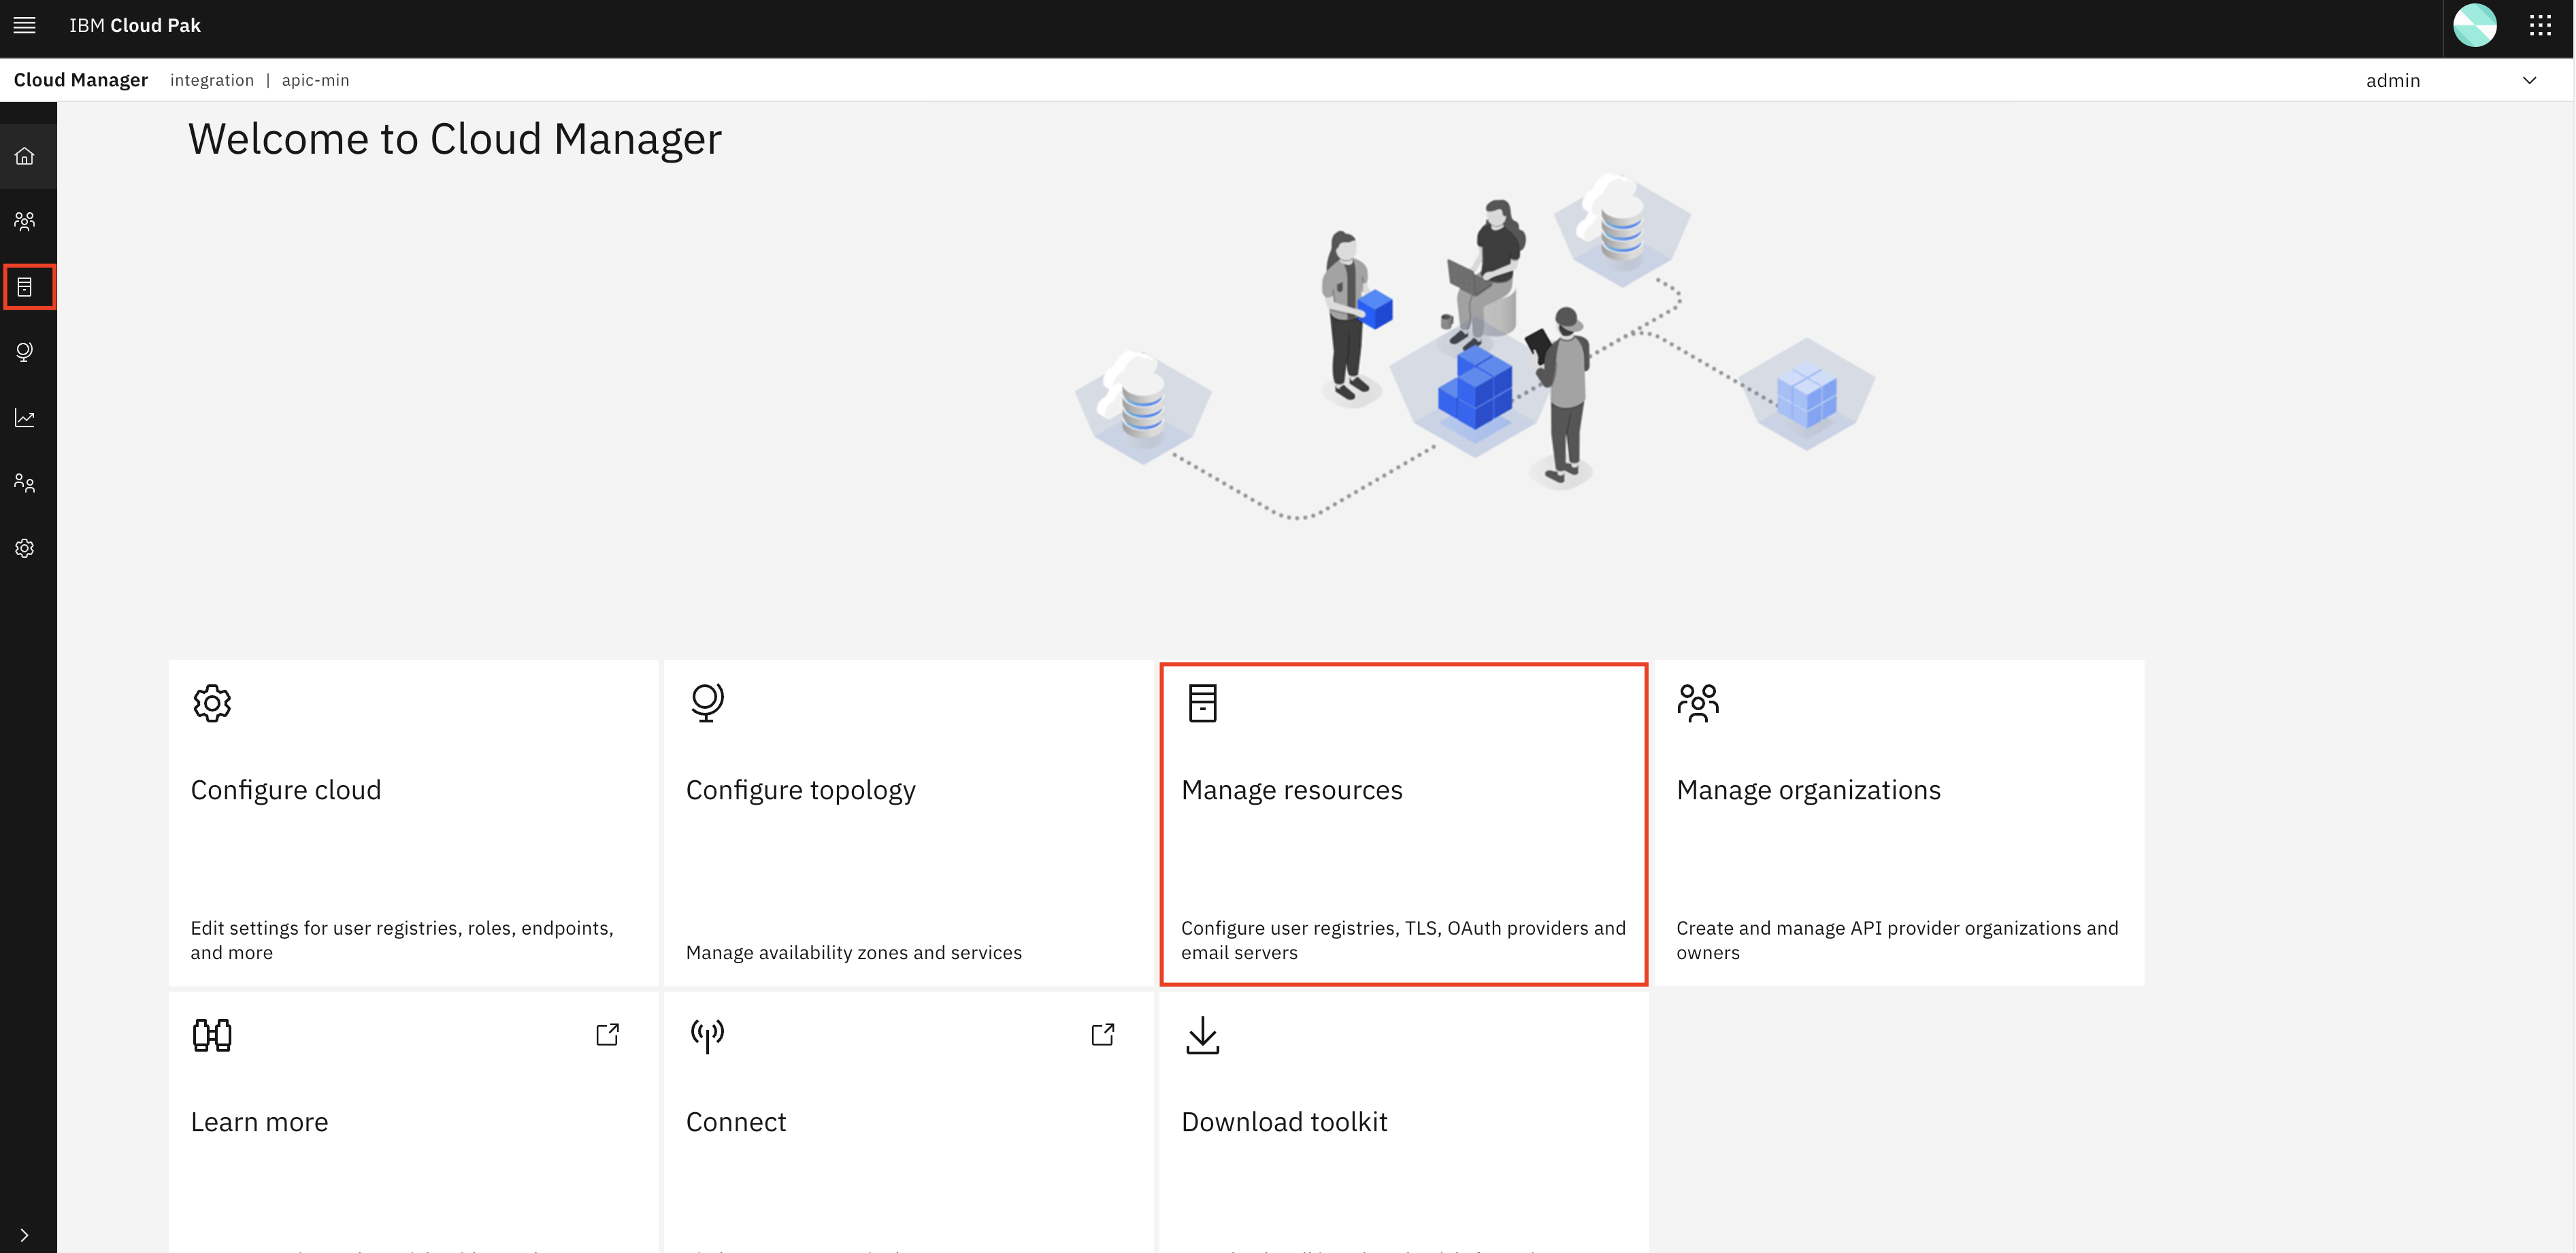 IBM Cloud Pak
Cloud Manager integration | apic-min admin
Welcome to Cloud Manager
Configure cloud
Edit settings for user registries, roles, endpoints,
and more
Configure topology
Manage availability zones and services
Manage resources
Configure user registries, TLS, OAuth providers and
email servers
Manage organizations
Create and manage API provider organizations and
owners
Learn more
Connect
Download toolkit